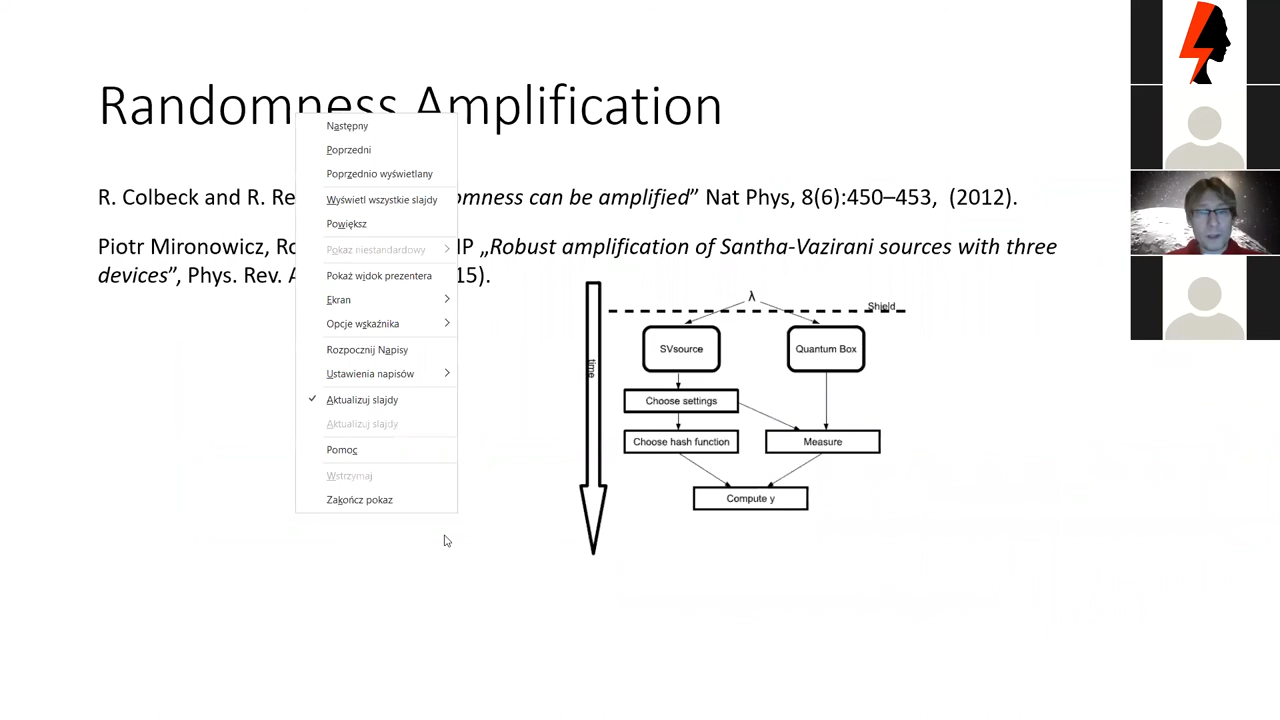 Randomness Amplification
R. Colbeck and R. Re omness can be amplified” Nat Phys, 8(6):450–453, (2012).
Piotr Mironowicz, Ro IP „Robust amplification of Santha-Vazirani sources with three
devices”, Phys. Rev. A 15).
Następny
Poprzedni
Poprzednio wyświetlany
Wyświetl wszystkie slajdy
Powiększ
Pokaz niestandardowy
Pokaż widok prezentera
Ekran
Opcje wskaźnika
Rozpocznij Napisy
Ustawienia napisów
Aktualizuj slajdy
Aktualizuj slajdy
Pomoc
Wstrzymaj
Zakończ pokaz
λ
Shield
time
SVsource
Quantum Box
Choose settings
Choose hash function
Measure
Compute y